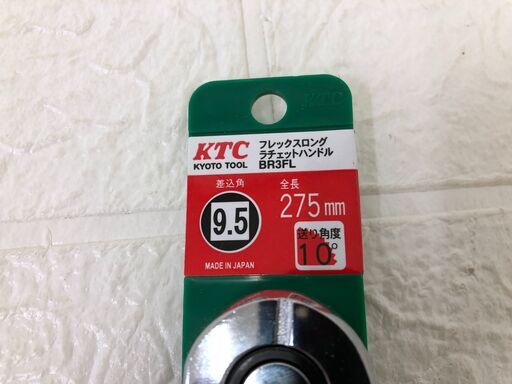 KTC
KTC
KYOTO TOOL
フレックスロング
ラチェットハンドル
BR3FL
差込角
9.5
全長
275mm
送り角度
10°
MADE IN JAPAN